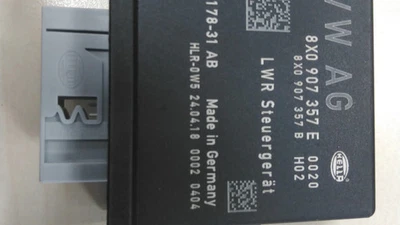 VW AG
8X0 907 357 E 0020
8X0 907 357 B H02
HELLA
LWR Steuergerät
178-31 AB Made in Germany
HLR-0W5 24.04.18 0002 0404